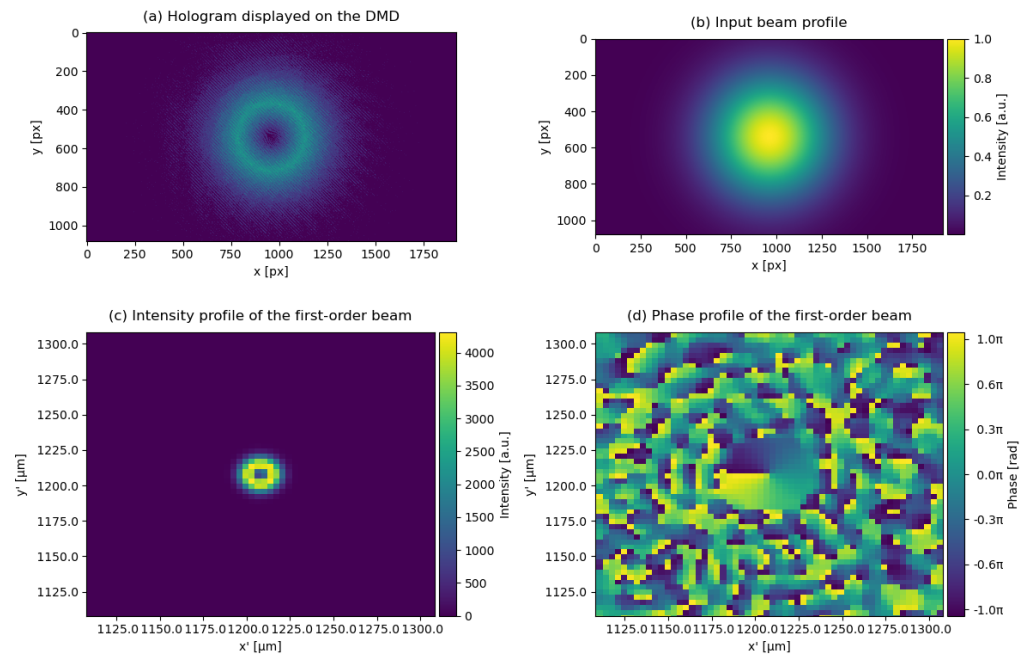 (a) Hologram displayed on the DMD
0
200
400
600
800
1000
y [px]
0 250 500 750 1000 1250 1500 1750
x [px]
(b) Input beam profile
0
200
400
600
800
1000
y [px]
0 250 500 750 1000 1250 1500 1750
x [px]
1.0
0.8
0.6
0.4
0.2
Intensity [a.u.]
(c) Intensity profile of the first-order beam
1300.0
1275.0
1250.0
1225.0
1200.0
1175.0
1150.0
1125.0
y' [μm]
1125.0 1150.0 1175.0 1200.0 1225.0 1250.0 1275.0 1300.0
x' [μm]
4000
3500
3000
2500
2000
1500
1000
500
0
Intensity [a.u.]
(d) Phase profile of the first-order beam
1300.0
1275.0
1250.0
1225.0
1200.0
1175.0
1150.0
1125.0
y' [μm]
1125.0 1150.0 1175.0 1200.0 1225.0 1250.0 1275.0 1300.0
x' [μm]
1.0π
0.6π
0.3π
0.0π
-0.3π
-0.6π
-1.0π
Phase [rad]